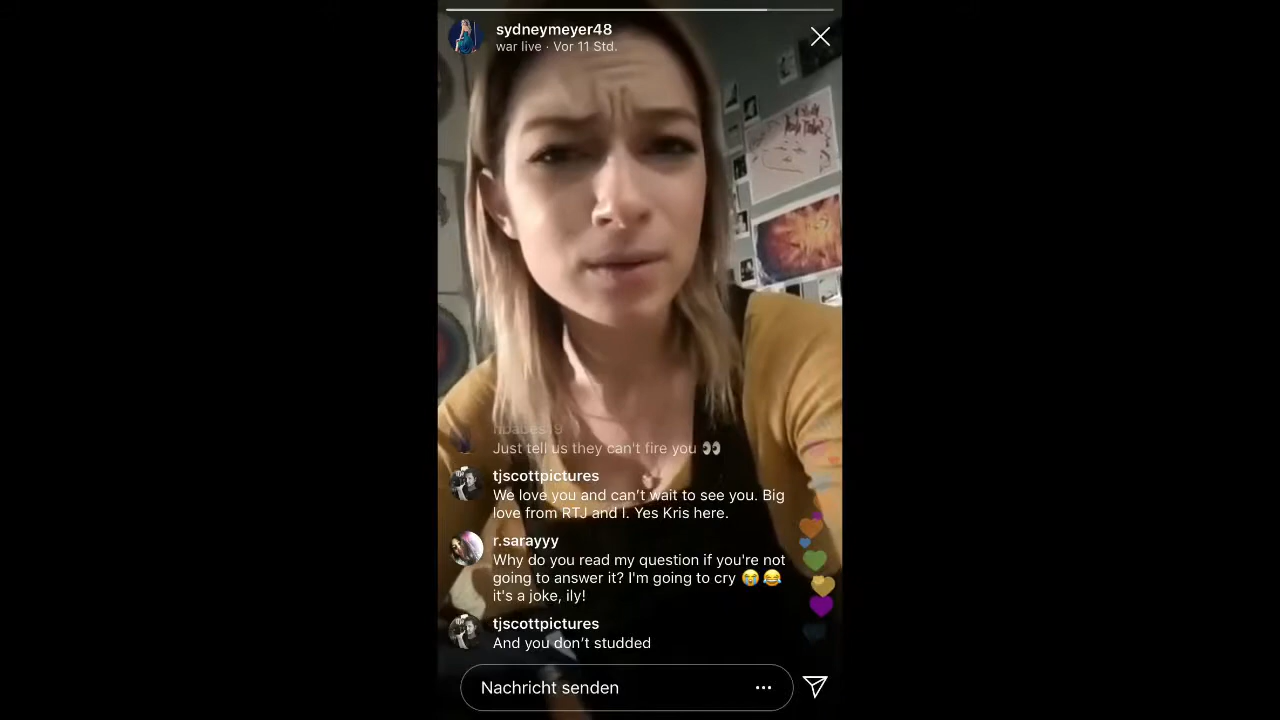 sydneymeyer48
war live · Vor 11 Std.
Just tell us they can't fire you 👀
tjscottpictures
We love you and can't wait to see you. Big
love from RTJ and I. Yes Kris here.
r.sarayyy
Why do you read my question if you're not
going to answer it? I'm going to cry 😭😂
it's a joke, ily!
tjscottpictures
And you don't studded
Nachricht senden